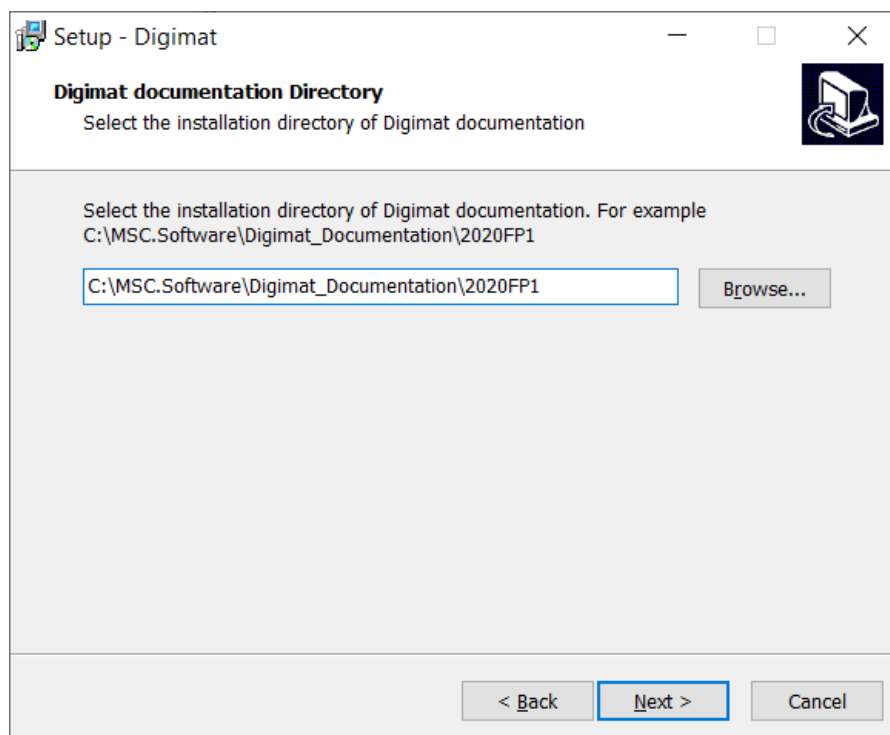 Setup - Digimat
Digimat documentation Directory
Select the installation directory of Digimat documentation
Select the installation directory of Digimat documentation. For example
C:\MSC.Software\Digimat_Documentation\2020FP1
C:\MSC.Software\Digimat_Documentation\2020FP1
Browse...
< Back
Next >
Cancel